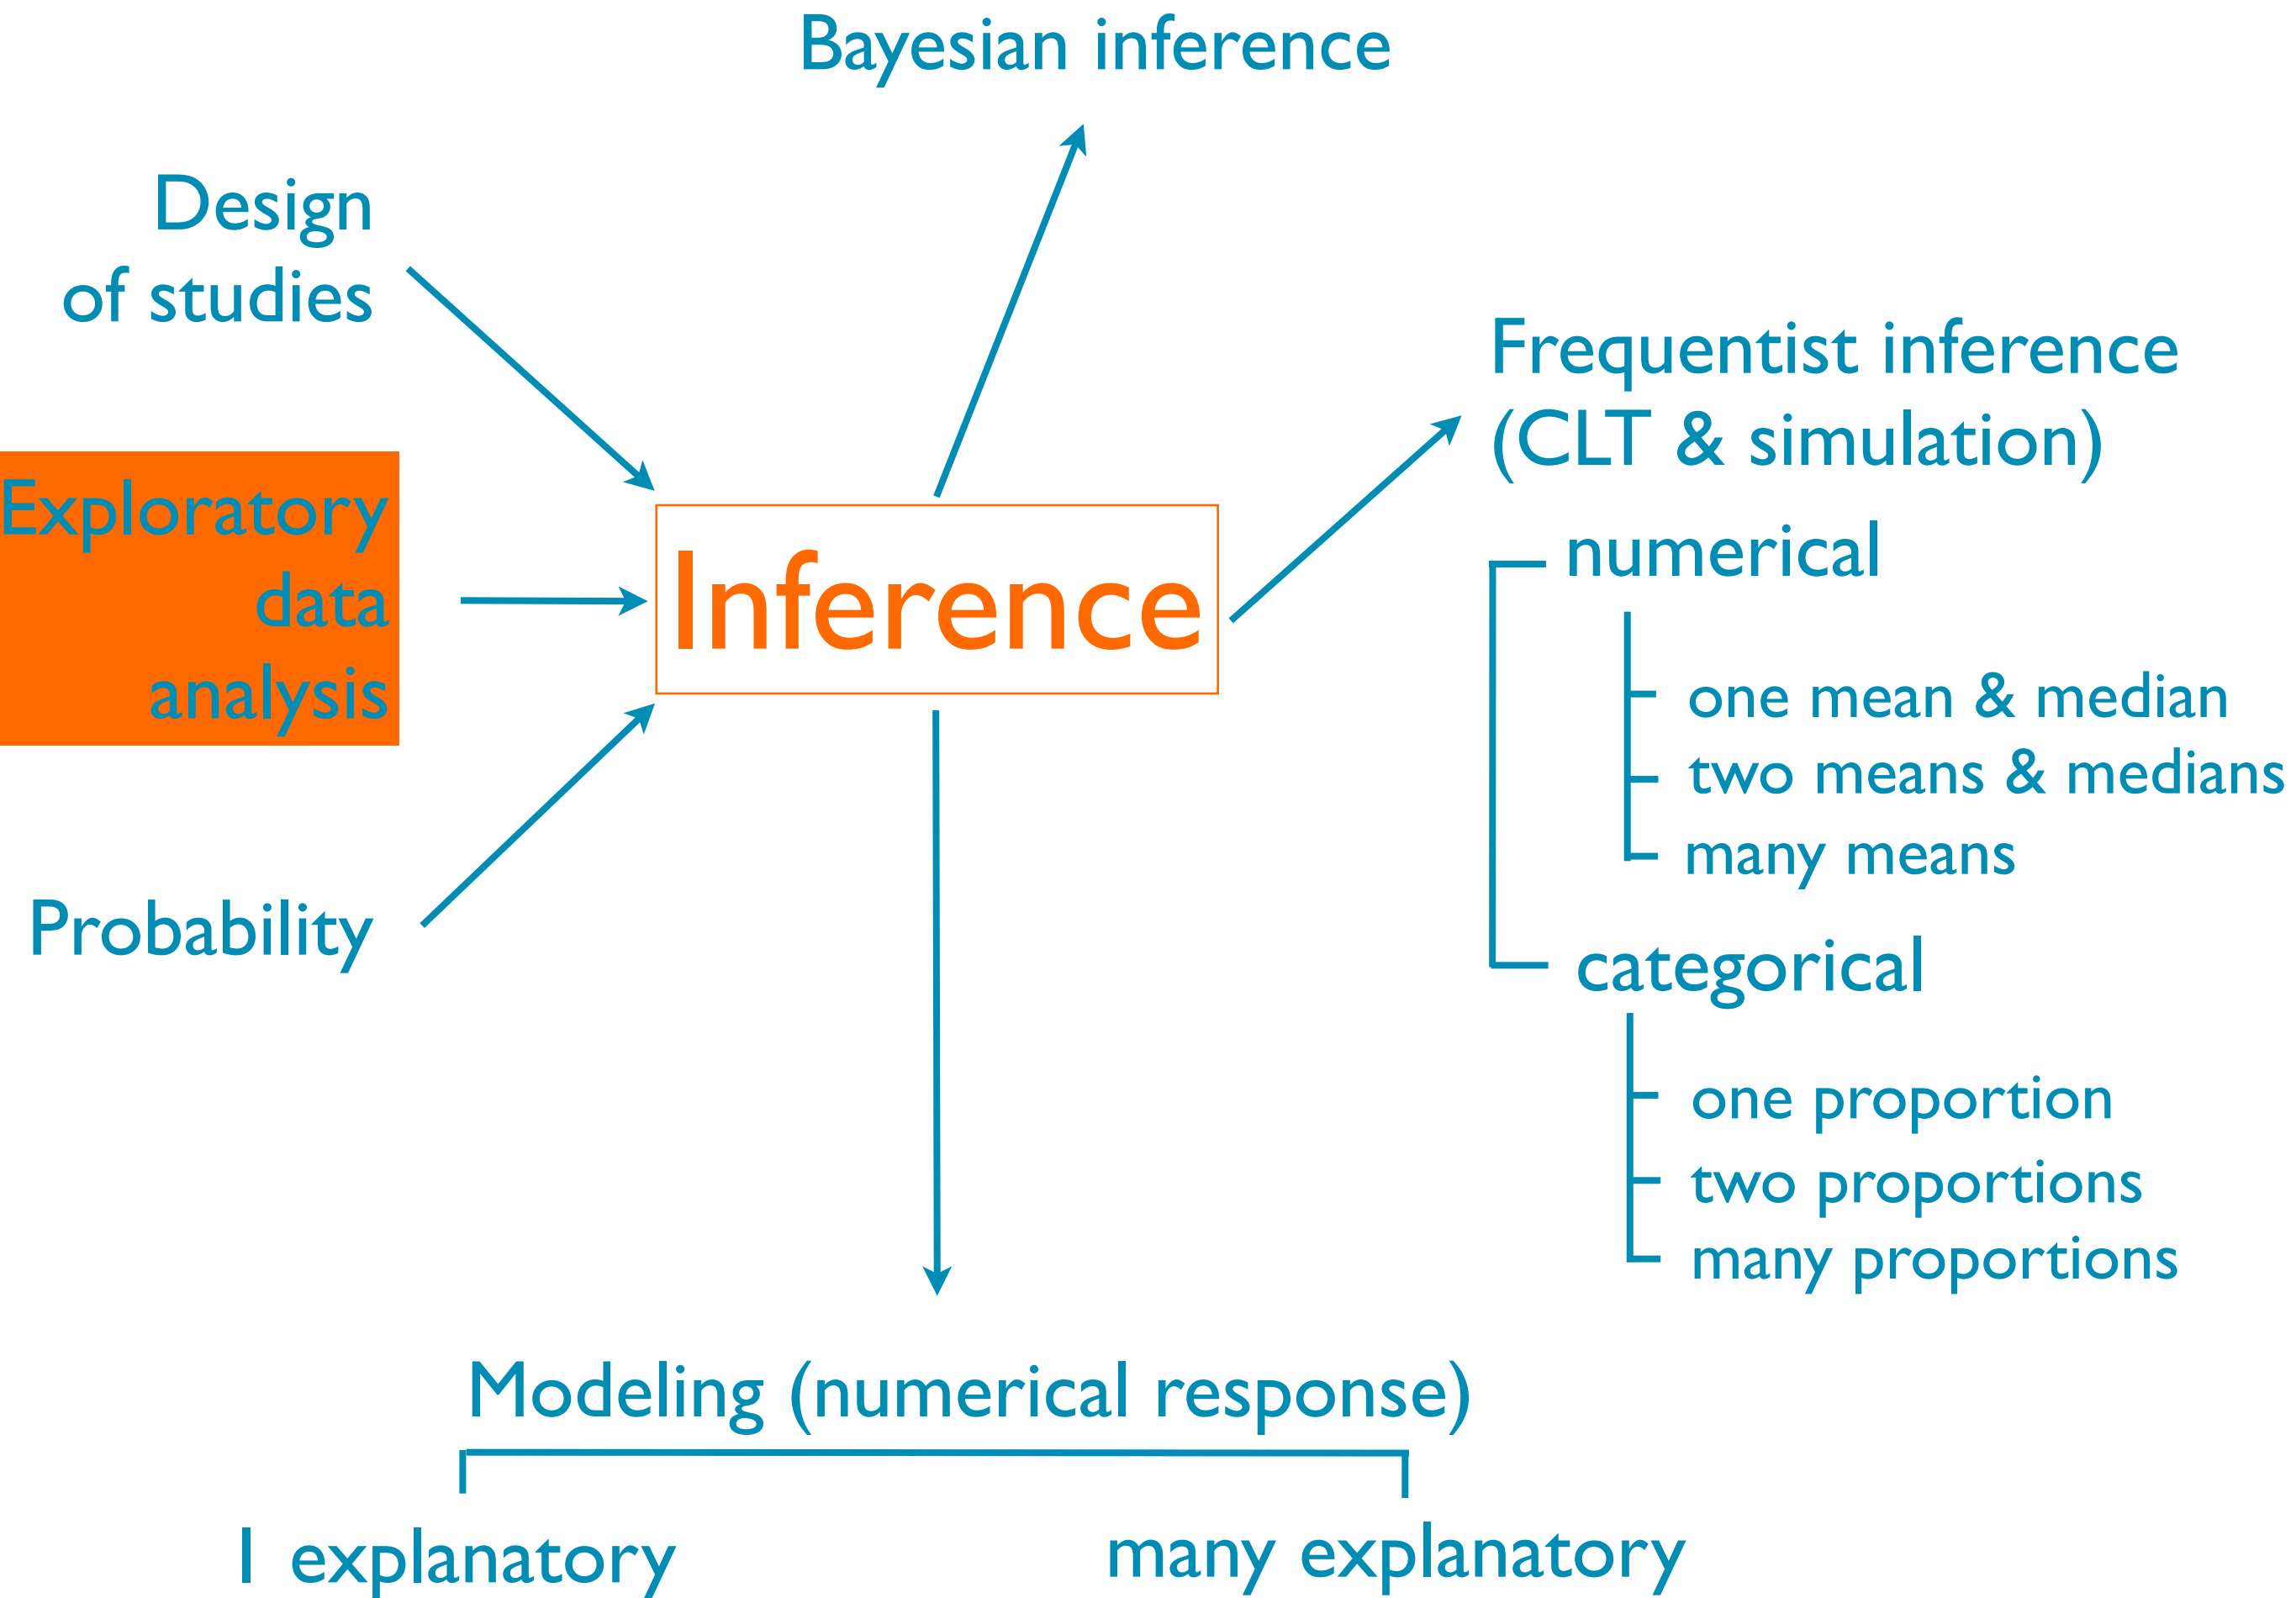 Bayesian inference
Design
of studies
Frequentist inference
(CLT & simulation)
Exploratory
data
analysis
Inference
numerical
one mean & median
two means & medians
many means
Probability
categorical
one proportion
two proportions
many proportions
Modeling (numerical response)
1 explanatory
many explanatory